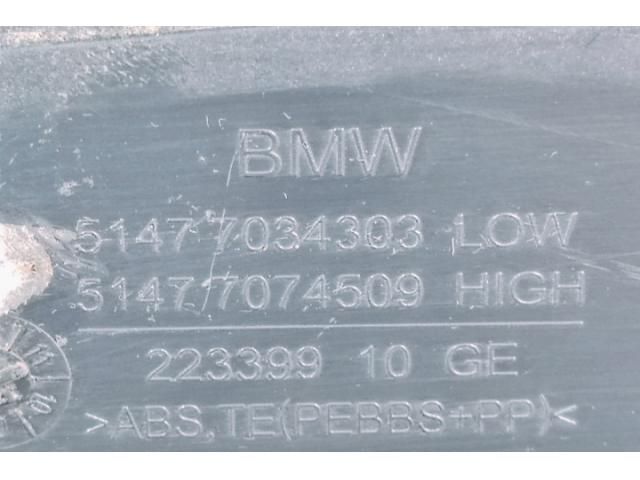 BMW
51477034303 LOW
51477074509 HIGH
223399 10 GE
>ABS,TE(PEBBS+PP)<